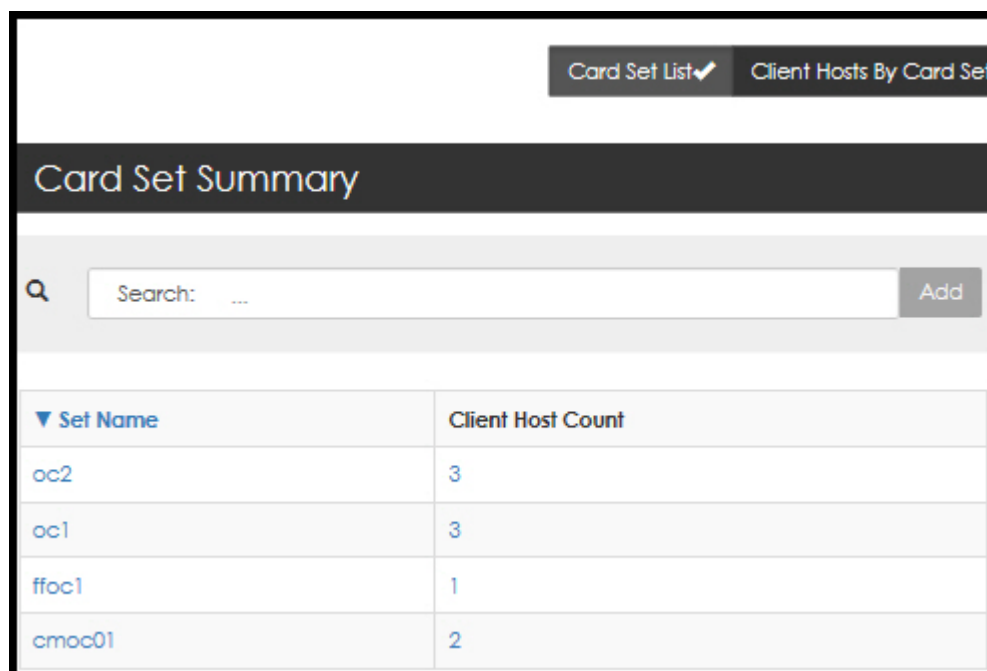 Card Set List✔ Client Hosts By Card Set
Card Set Summary
Search: ... Add
▼ Set Name Client Host Count
oc2 3
oc1 3
ffoc1 1
cmoc01 2